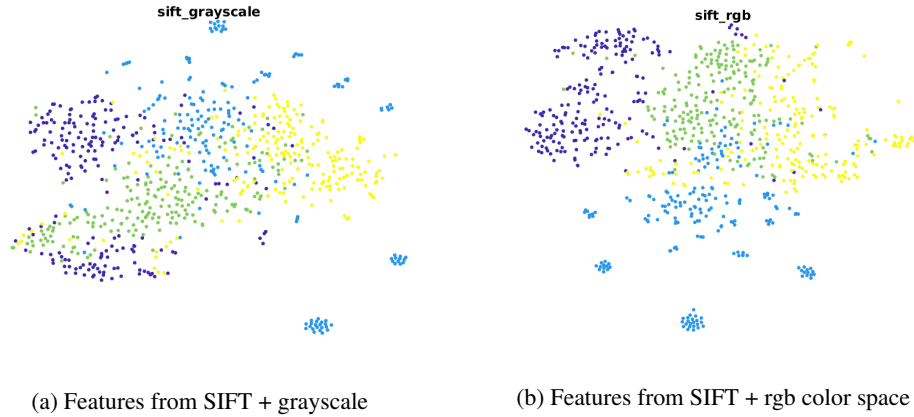 sift_grayscale
sift_rgb
(a) Features from SIFT + grayscale
(b) Features from SIFT + rgb color space